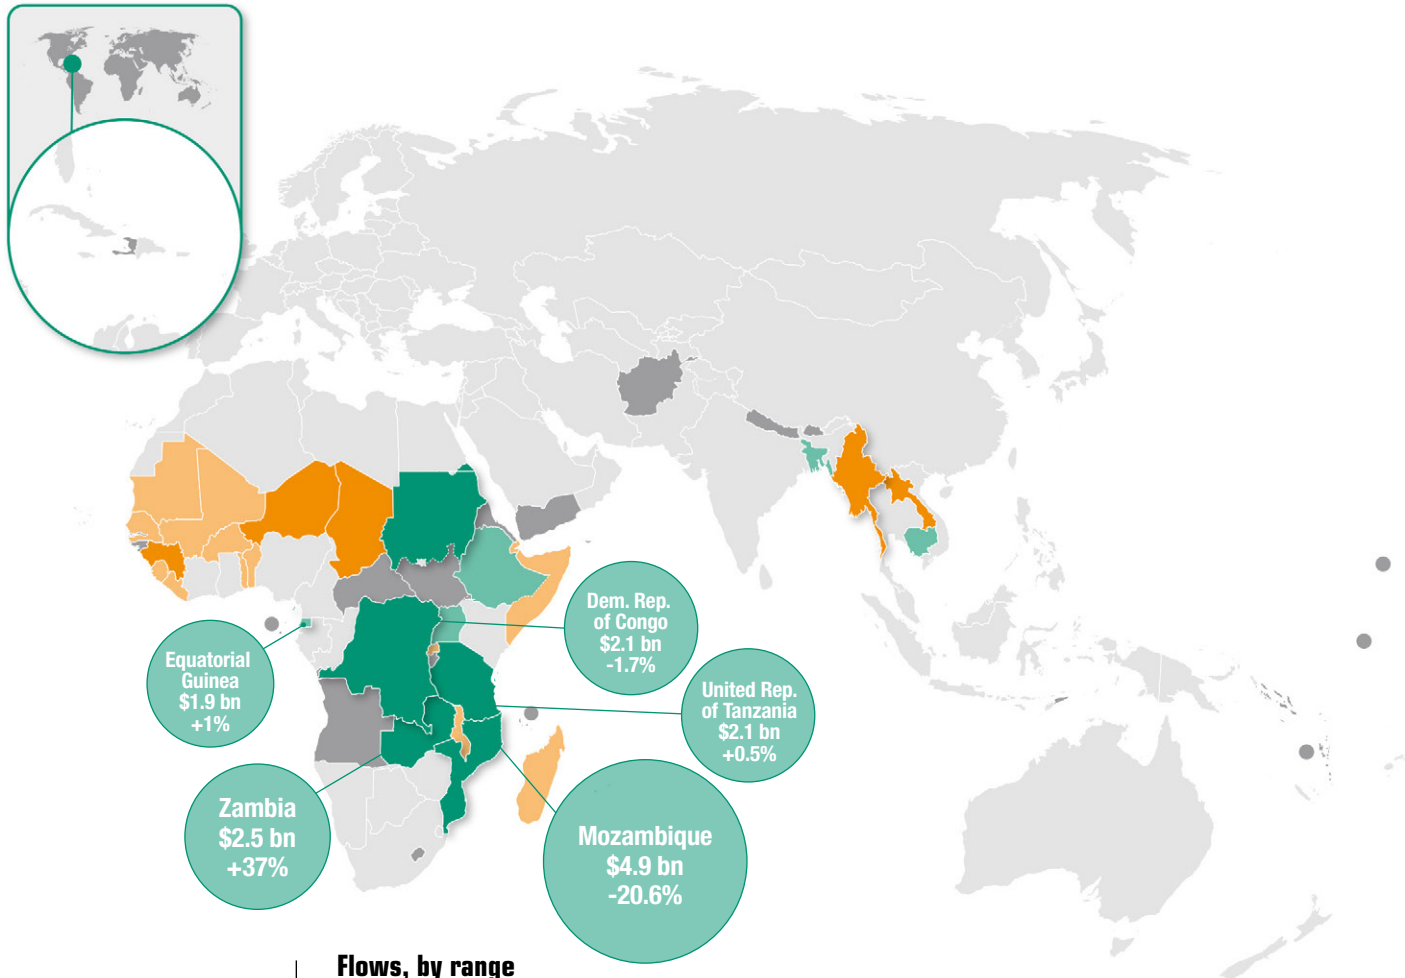 Dem. Rep.
of Congo
$2.1 bn
-1.7%
Equatorial
Guinea
$1.9 bn
+1%
United Rep.
of Tanzania
$2.1 bn
+0.5%
Zambia
$2.5 bn
+37%
Mozambique
$4.9 bn
-20.6%
Flows, by range